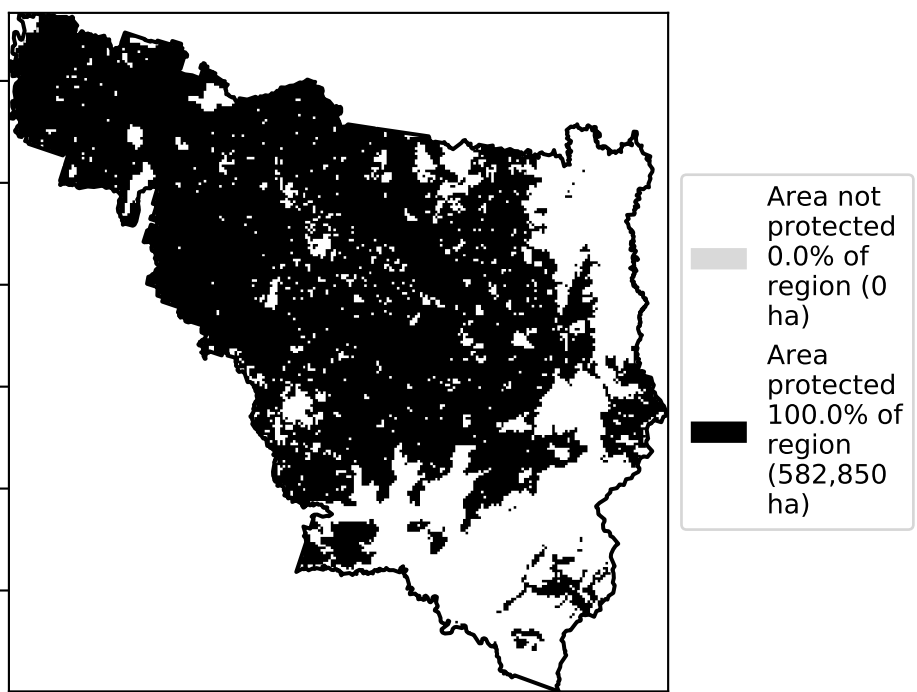 Area not
protected
0.0% of
region (0
ha)
Area
protected
100.0% of
region
(582,850
ha)